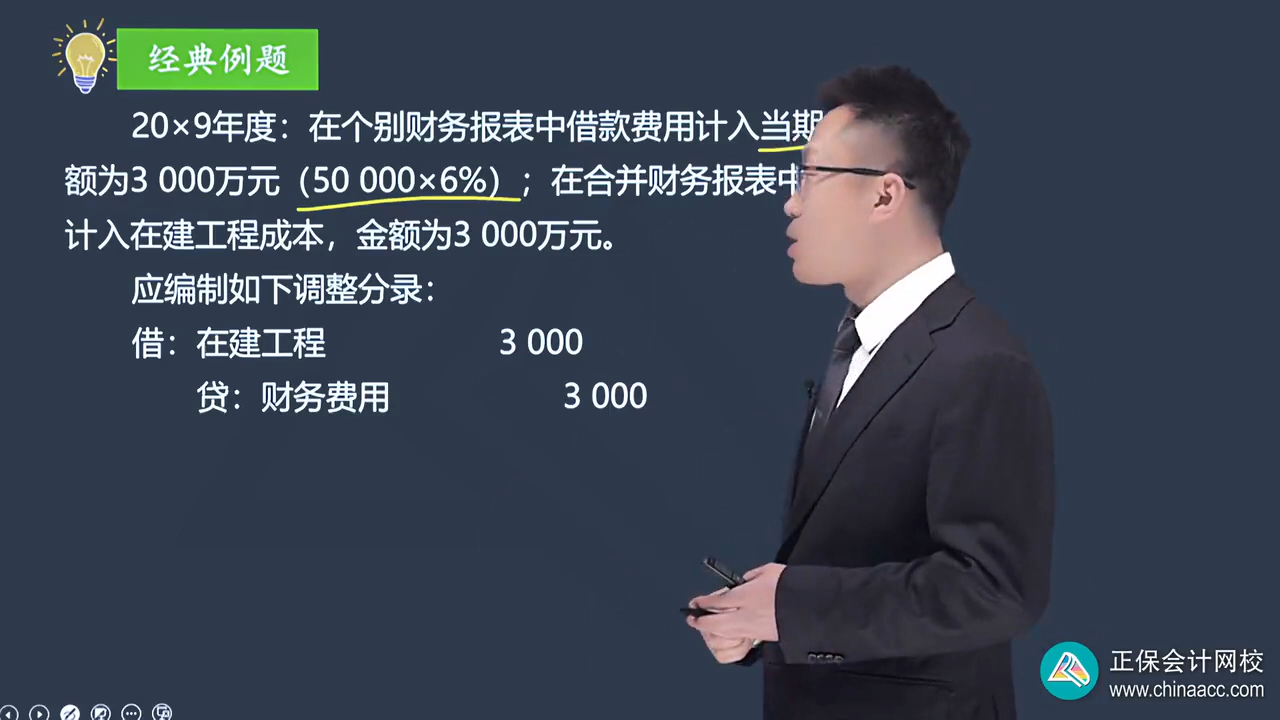 经典例题
20×9年度：在个别财务报表中借款费用计入当期
额为3 000万元（50 000×6%）；在合并财务报表中
计入在建工程成本，金额为3 000万元。
应编制如下调整分录：
借：在建工程 3 000
贷：财务费用 3 000
正保会计网校
www.chinaacc.com